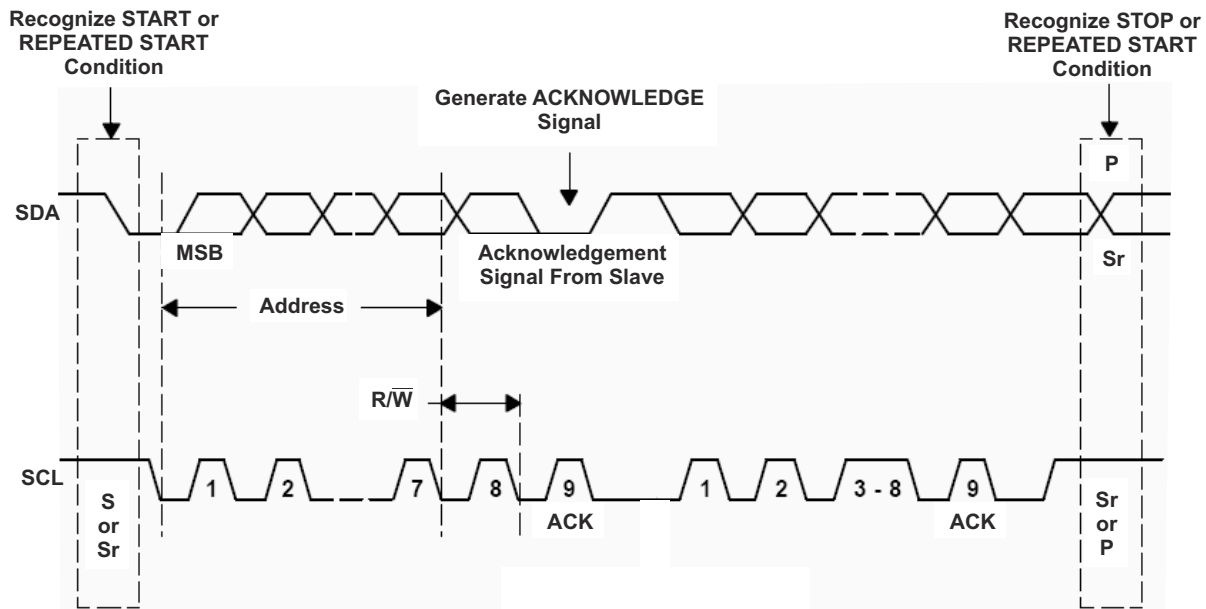 Recognize START or
REPEATED START
Condition
Recognize STOP or
REPEATED START
Condition
Generate ACKNOWLEDGE
Signal
P
SDA
MSB
Acknowledgement
Signal From Slave
Sr
Address
R/W̅
SCL
1
2
7
8
9
1
2
3 - 8
9
S
or
Sr
ACK
ACK
Sr
or
P